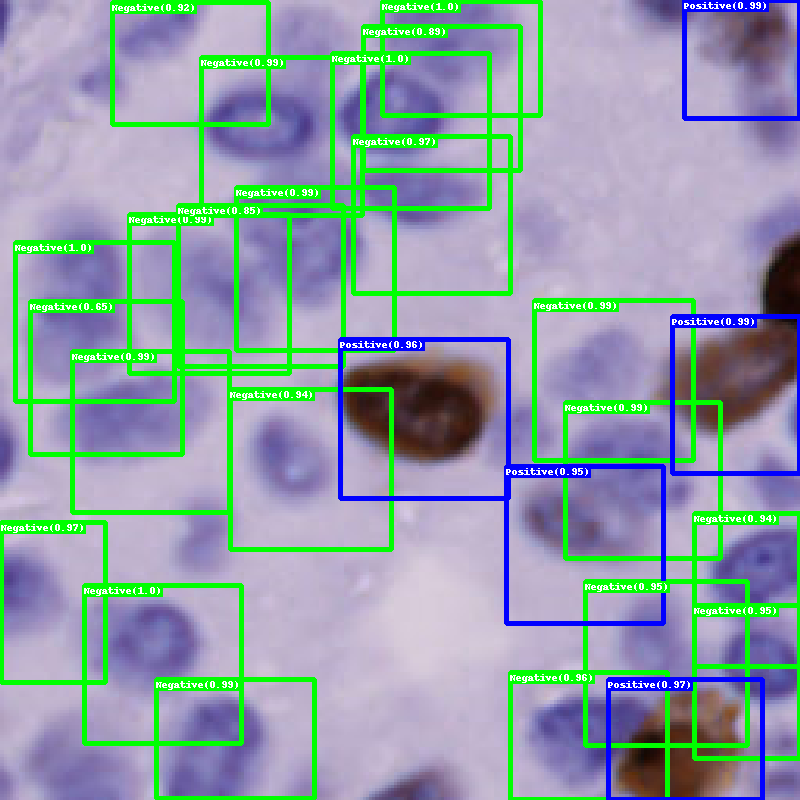 Negative(0.92)
Negative(1.0)
Positive(0.99)
Negative(0.89)
Negative(0.99)
Negative(1.0)
Negative(0.97)
Negative(0.99)
Negative(0.85)
Negative(0.99)
Negative(1.0)
Negative(0.65)
Negative(0.99)
Positive(0.99)
Positive(0.96)
Negative(0.99)
Negative(0.94)
Negative(0.99)
Positive(0.95)
Negative(0.94)
Negative(0.97)
Negative(1.0)
Negative(0.95)
Negative(0.95)
Negative(0.96)
Negative(0.99)
Positive(0.97)